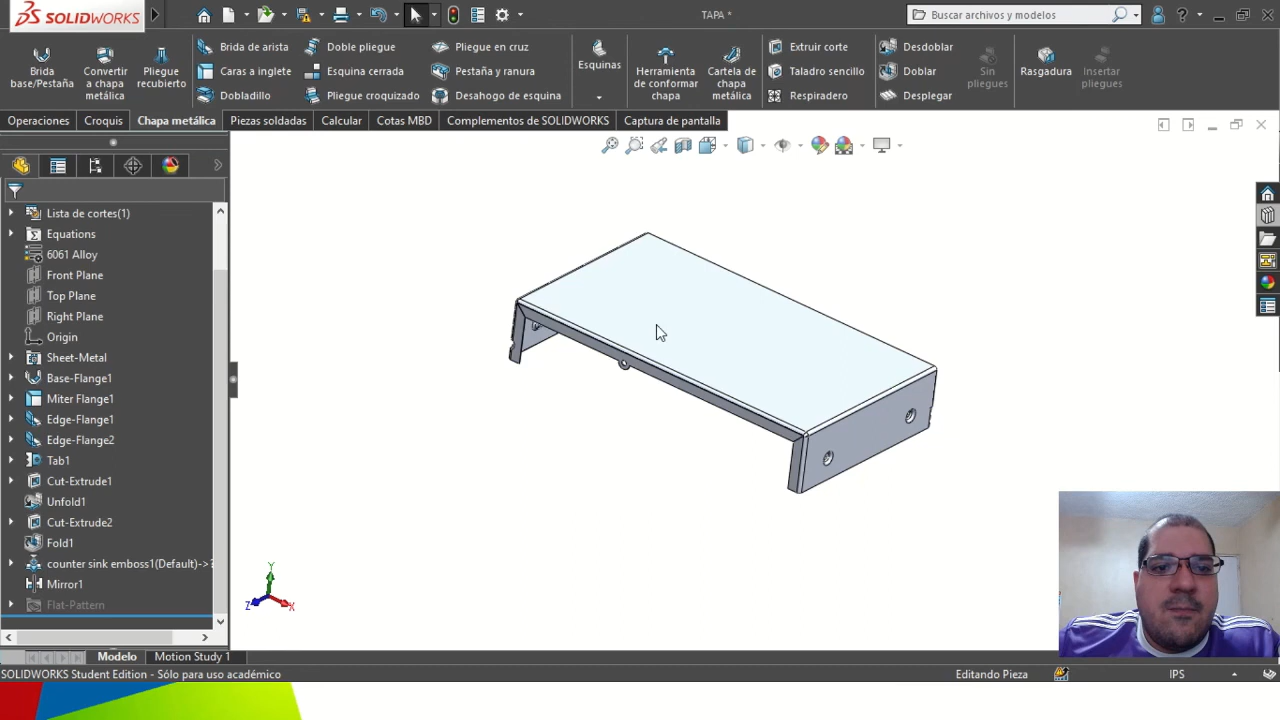 SOLIDWORKS
TAPA *
Buscar archivos y modelos
?
Brida base/Pestaña
Convertir a chapa metálica
Pliegue recubierto
Brida de arista
Caras a inglete
Dobladillo
Doble pliegue
Esquina cerrada
Pliegue croquizado
Pliegue en cruz
Pestaña y ranura
Desahogo de esquina
Esquinas
Herramienta de conformar chapa
Cartela de chapa metálica
Extruir corte
Taladro sencillo
Respiradero
Desdoblar
Doblar
Desplegar
Sin pliegues
Rasgadura
Insertar pliegues
Operaciones
Croquis
Chapa metálica
Piezas soldadas
Calcular
Cotas MBD
Complementos de SOLIDWORKS
Captura de pantalla
Lista de cortes(1)
Equations
6061 Alloy
Front Plane
Top Plane
Right Plane
Origin
Sheet-Metal
Base-Flange1
Miter Flange1
Edge-Flange1
Edge-Flange2
Tab1
Cut-Extrude1
Unfold1
Cut-Extrude2
Fold1
counter sink emboss1(Default)->?
Mirror1
Flat-Pattern
Y
Z
X
Modelo
Motion Study 1
SOLIDWORKS Student Edition - Sólo para uso académico
Editando Pieza
IPS